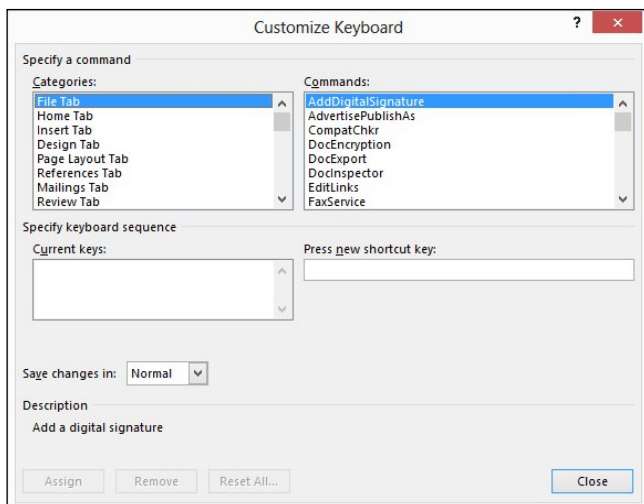 Customize Keyboard
?
Specify a command
Categories:
Commands:
File Tab
Home Tab
Insert Tab
Design Tab
Page Layout Tab
References Tab
Mailings Tab
Review Tab
AddDigitalSignature
AdvertisePublishAs
CompatChkr
DocEncryption
DocExport
DocInspector
EditLinks
FaxService
Specify keyboard sequence
Current keys:
Press new shortcut key:
Save changes in: Normal
Description
Add a digital signature
Assign Remove Reset All... Close